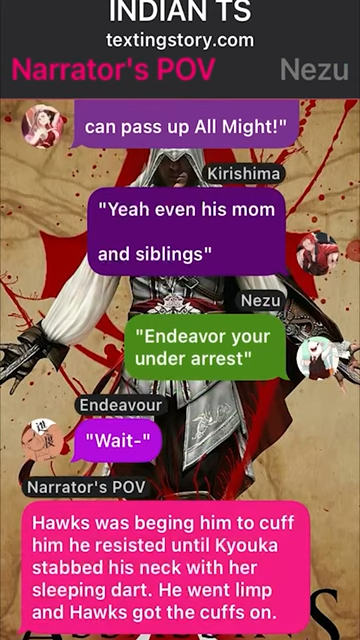 INDIAN TS
textingstory.com
Narrator's POV Nezu
can pass up All Might!"
Kirishima
"Yeah even his mom
and siblings"
Nezu
"Endeavor your
under arrest"
Endeavour
"Wait-"
Narrator's POV
Hawks was beging him to cuff
him he resisted until Kyouka
stabbed his neck with her
sleeping dart. He went limp
and Hawks got the cuffs on.